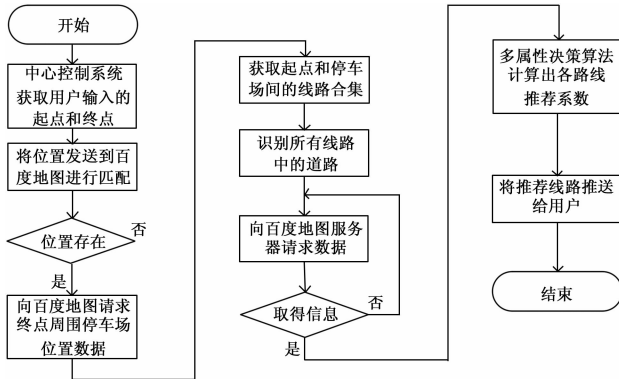 开始
中心控制系统
获取用户输入的
起点和终点
将位置发送到百
度地图进行匹配
位置存在
否
是
向百度地图请求
终点周围停车场
位置数据
获取起点和停车
场间的线路合集
识别所有线路
中的道路
向百度地图服务
器请求数据
取得信息
否
是
多属性决策算法
计算出各路线
推荐系数
将推荐线路推送
给用户
结束